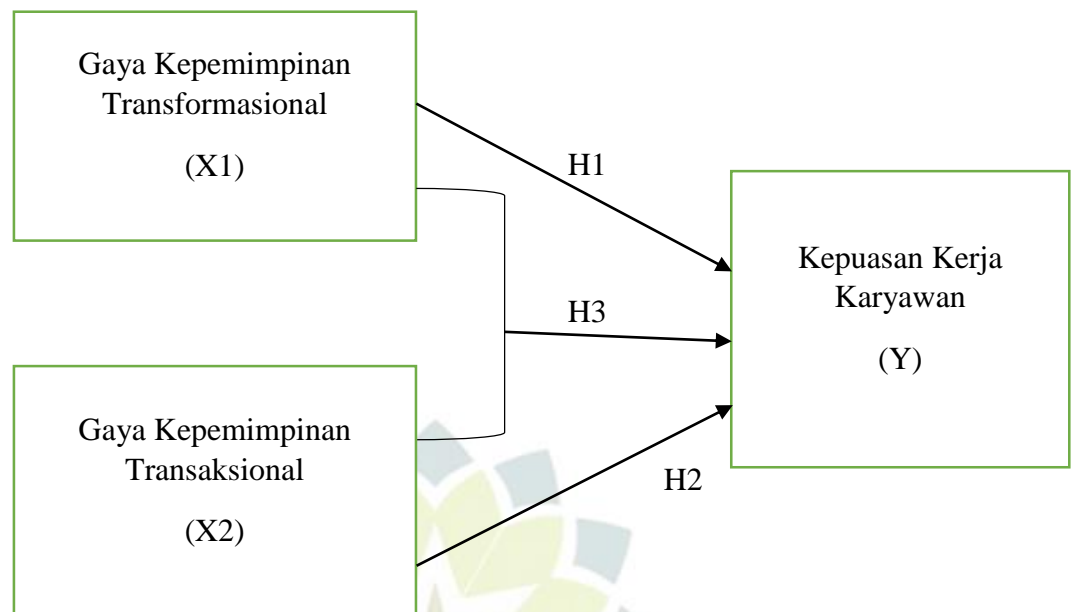 Gaya Kepemimpinan
Transformasional
(X1)
H1
Kepuasan Kerja
Karyawan
(Y)
H3
Gaya Kepemimpinan
Transaksional
(X2)
H2